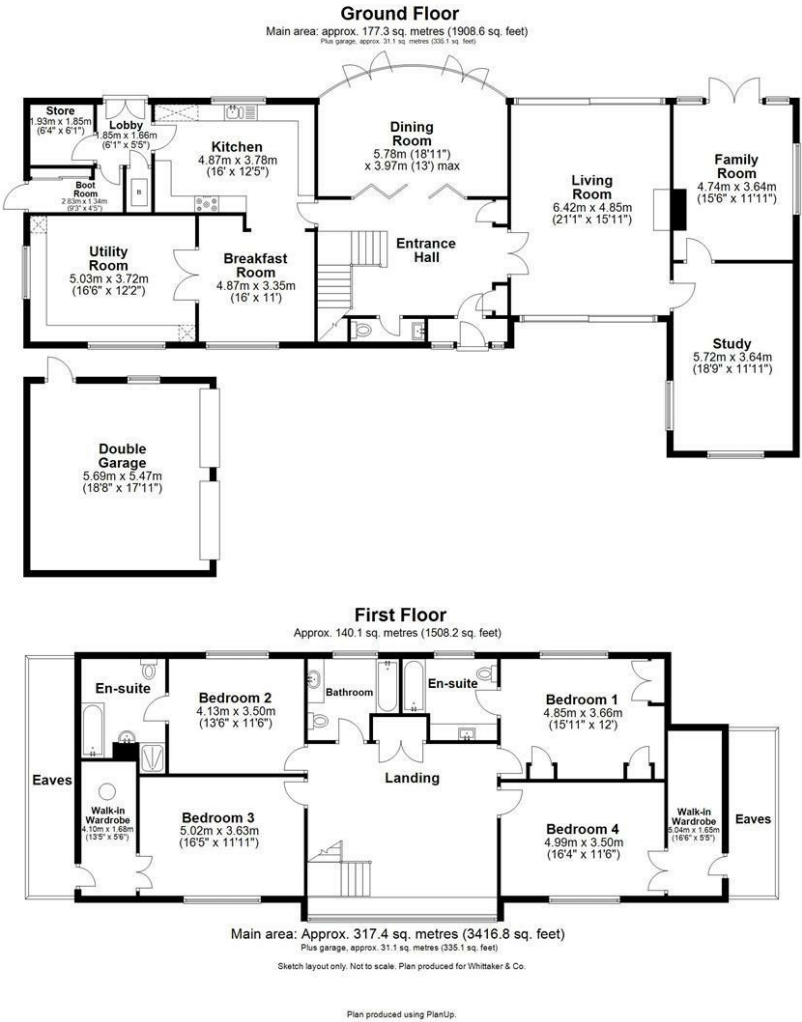 Ground Floor
Main area: approx. 177.3 sq. metres (1908.6 sq. feet)
Plus garage, approx. 31.1 sq. metres (335.1 sq. feet)
Store
1.93m x 1.85m
(6'4" x 6'1")
Lobby
1.85m x 1.66m
(6'1" x 5'5")
Kitchen
4.87m x 3.78m
(16' x 12'5")
Dining
Room
5.78m (18'11")
x 3.97m (13') max
Living
Room
6.42m x 4.85m
(21'1" x 15'11")
Family
Room
4.74m x 3.64m
(15'6" x 11'11")
Boot
Room
2.83m x 1.34m
(9'3" x 4'5")
B
Utility
Room
5.03m x 3.72m
(16'6" x 12'2")
Breakfast
Room
4.87m x 3.35m
(16' x 11')
Entrance
Hall
Study
5.72m x 3.64m
(18'9" x 11'11")
Double
Garage
5.69m x 5.47m
(18'8" x 17'11")
First Floor
Approx. 140.1 sq. metres (1508.2 sq. feet)
En-suite
Bedroom 2
4.13m x 3.50m
(13'6" x 11'6")
Bathroom
En-suite
Bedroom 1
4.85m x 3.66m
(15'11" x 12')
Eaves
Landing
Walk-in
Wardrobe
4.10m x 1.68m
(13'5" x 5'6")
Bedroom 3
5.02m x 3.63m
(16'5" x 11'11")
Bedroom 4
4.99m x 3.50m
(16'4" x 11'6")
Walk-in
Wardrobe
5.04m x 1.65m
(16'6" x 5'5")
Eaves
Main area: Approx. 317.4 sq. metres (3416.8 sq. feet)
Plus garage, approx. 31.1 sq. metres (335.1 sq. feet)
Sketch layout only. Not to scale. Plan produced for Whittaker & Co.
Plan produced using PlanUp.